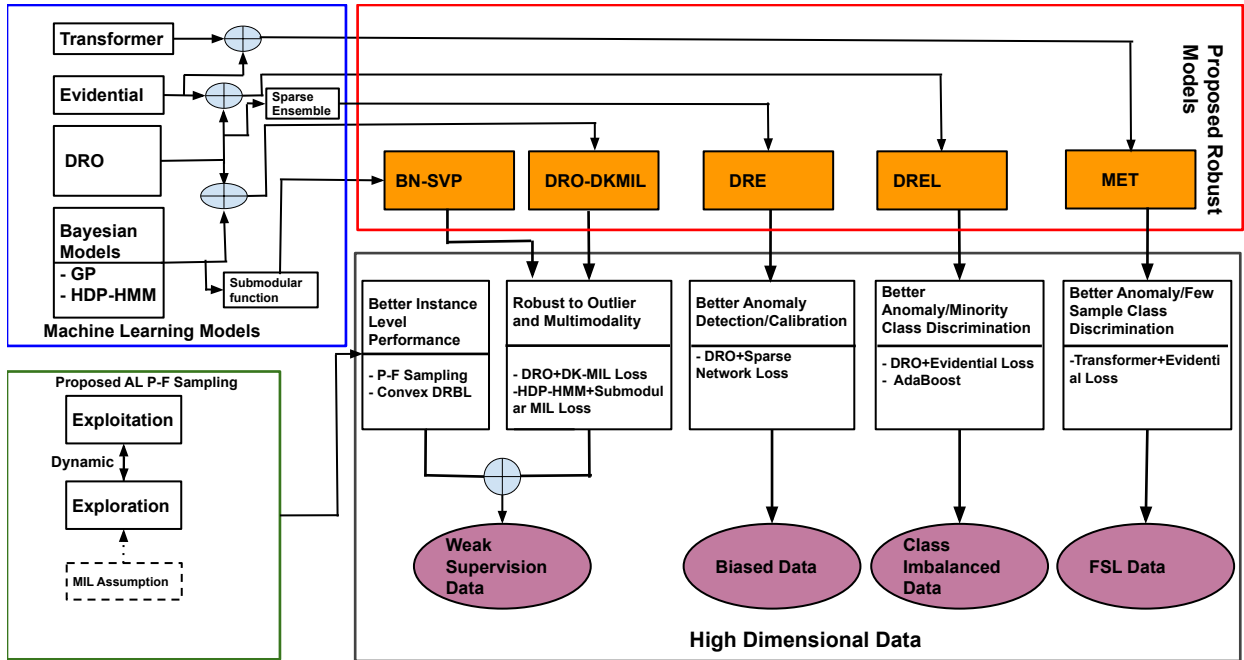 Transformer
Evidential
Sparse
Ensemble
DRO
Bayesian
Models
- GP
- HDP-HMM
Submodular
function
Machine Learning Models
Proposed Robust
Models
BN-SVP
DRO-DKMIL
DRE
DREL
MET
Proposed AL P-F Sampling
Exploitation
Dynamic
Exploration
MIL Assumption
Better Instance
Level
Performance
- P-F Sampling
- Convex DRBL
Robust to Outlier
and Multimodality
- DRO+DK-MIL Loss
-HDP-HMM+Submodul
ar MIL Loss
Better Anomaly
Detection/Calibration
- DRO+Sparse
Network Loss
Better
Anomaly/Minority
Class Discrimination
- DRO+Evidential Loss
- AdaBoost
Better Anomaly/Few
Sample Class
Discrimination
-Transformer+Evidenti
al Loss
Weak
Supervision
Data
Biased Data
Class
Imbalanced
Data
FSL Data
High Dimensional Data